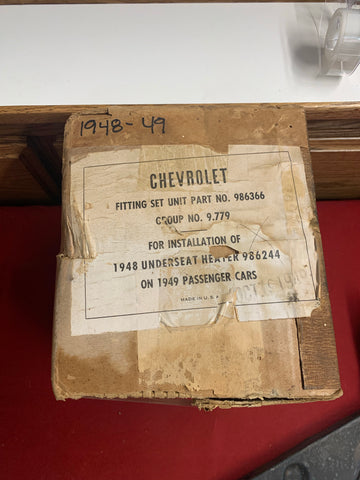 1948-49
CHEVROLET
FITTING SET UNIT PART NO. 986366
GROUP NO. 9.779
FOR INSTALLATION OF
1948 UNDERSEAT HEATER 986244
ON 1949 PASSENGER CARS
MADE IN U.S.A